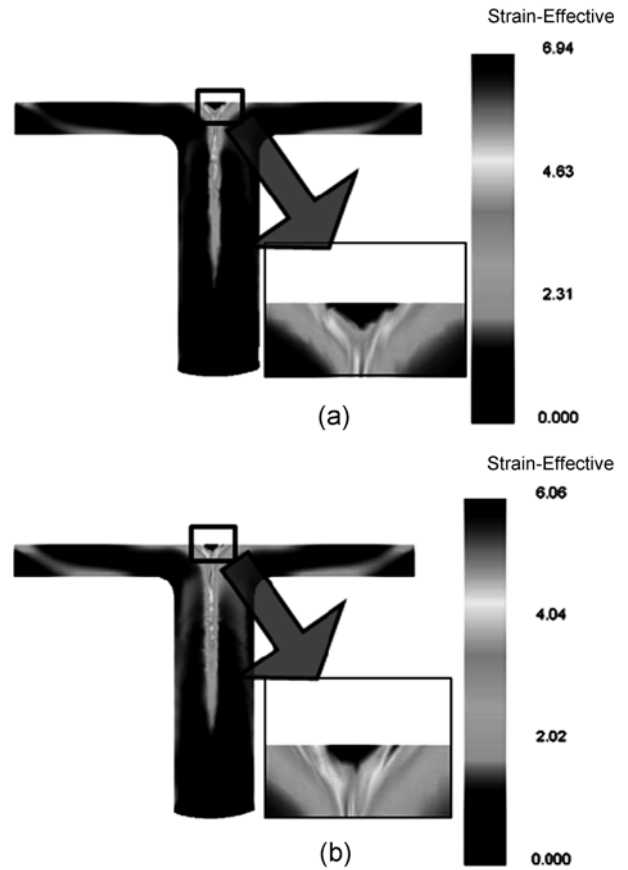 Strain-Effective
6.94
4.63
2.31
0.000
(a)
Strain-Effective
6.06
4.04
2.02
0.000
(b)